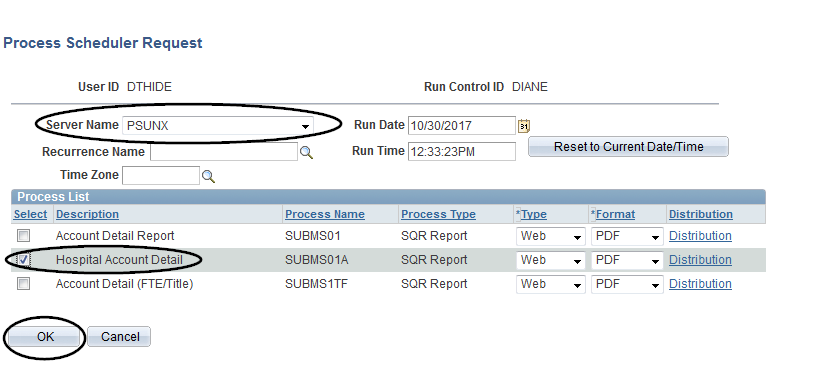 Process Scheduler Request
User ID DTHIDE Run Control ID DIANE
Server Name PSUNX Run Date 10/30/2017 31
Recurrence Name Run Time 12:33:23PM Reset to Current Date/Time
Time Zone
Process List
Select Description Process Name Process Type *Type *Format Distribution
Account Detail Report SUBMS01 SQR Report Web PDF Distribution
Hospital Account Detail SUBMS01A SQR Report Web PDF Distribution
Account Detail (FTE/Title) SUBMS1TF SQR Report Web PDF Distribution
OK Cancel